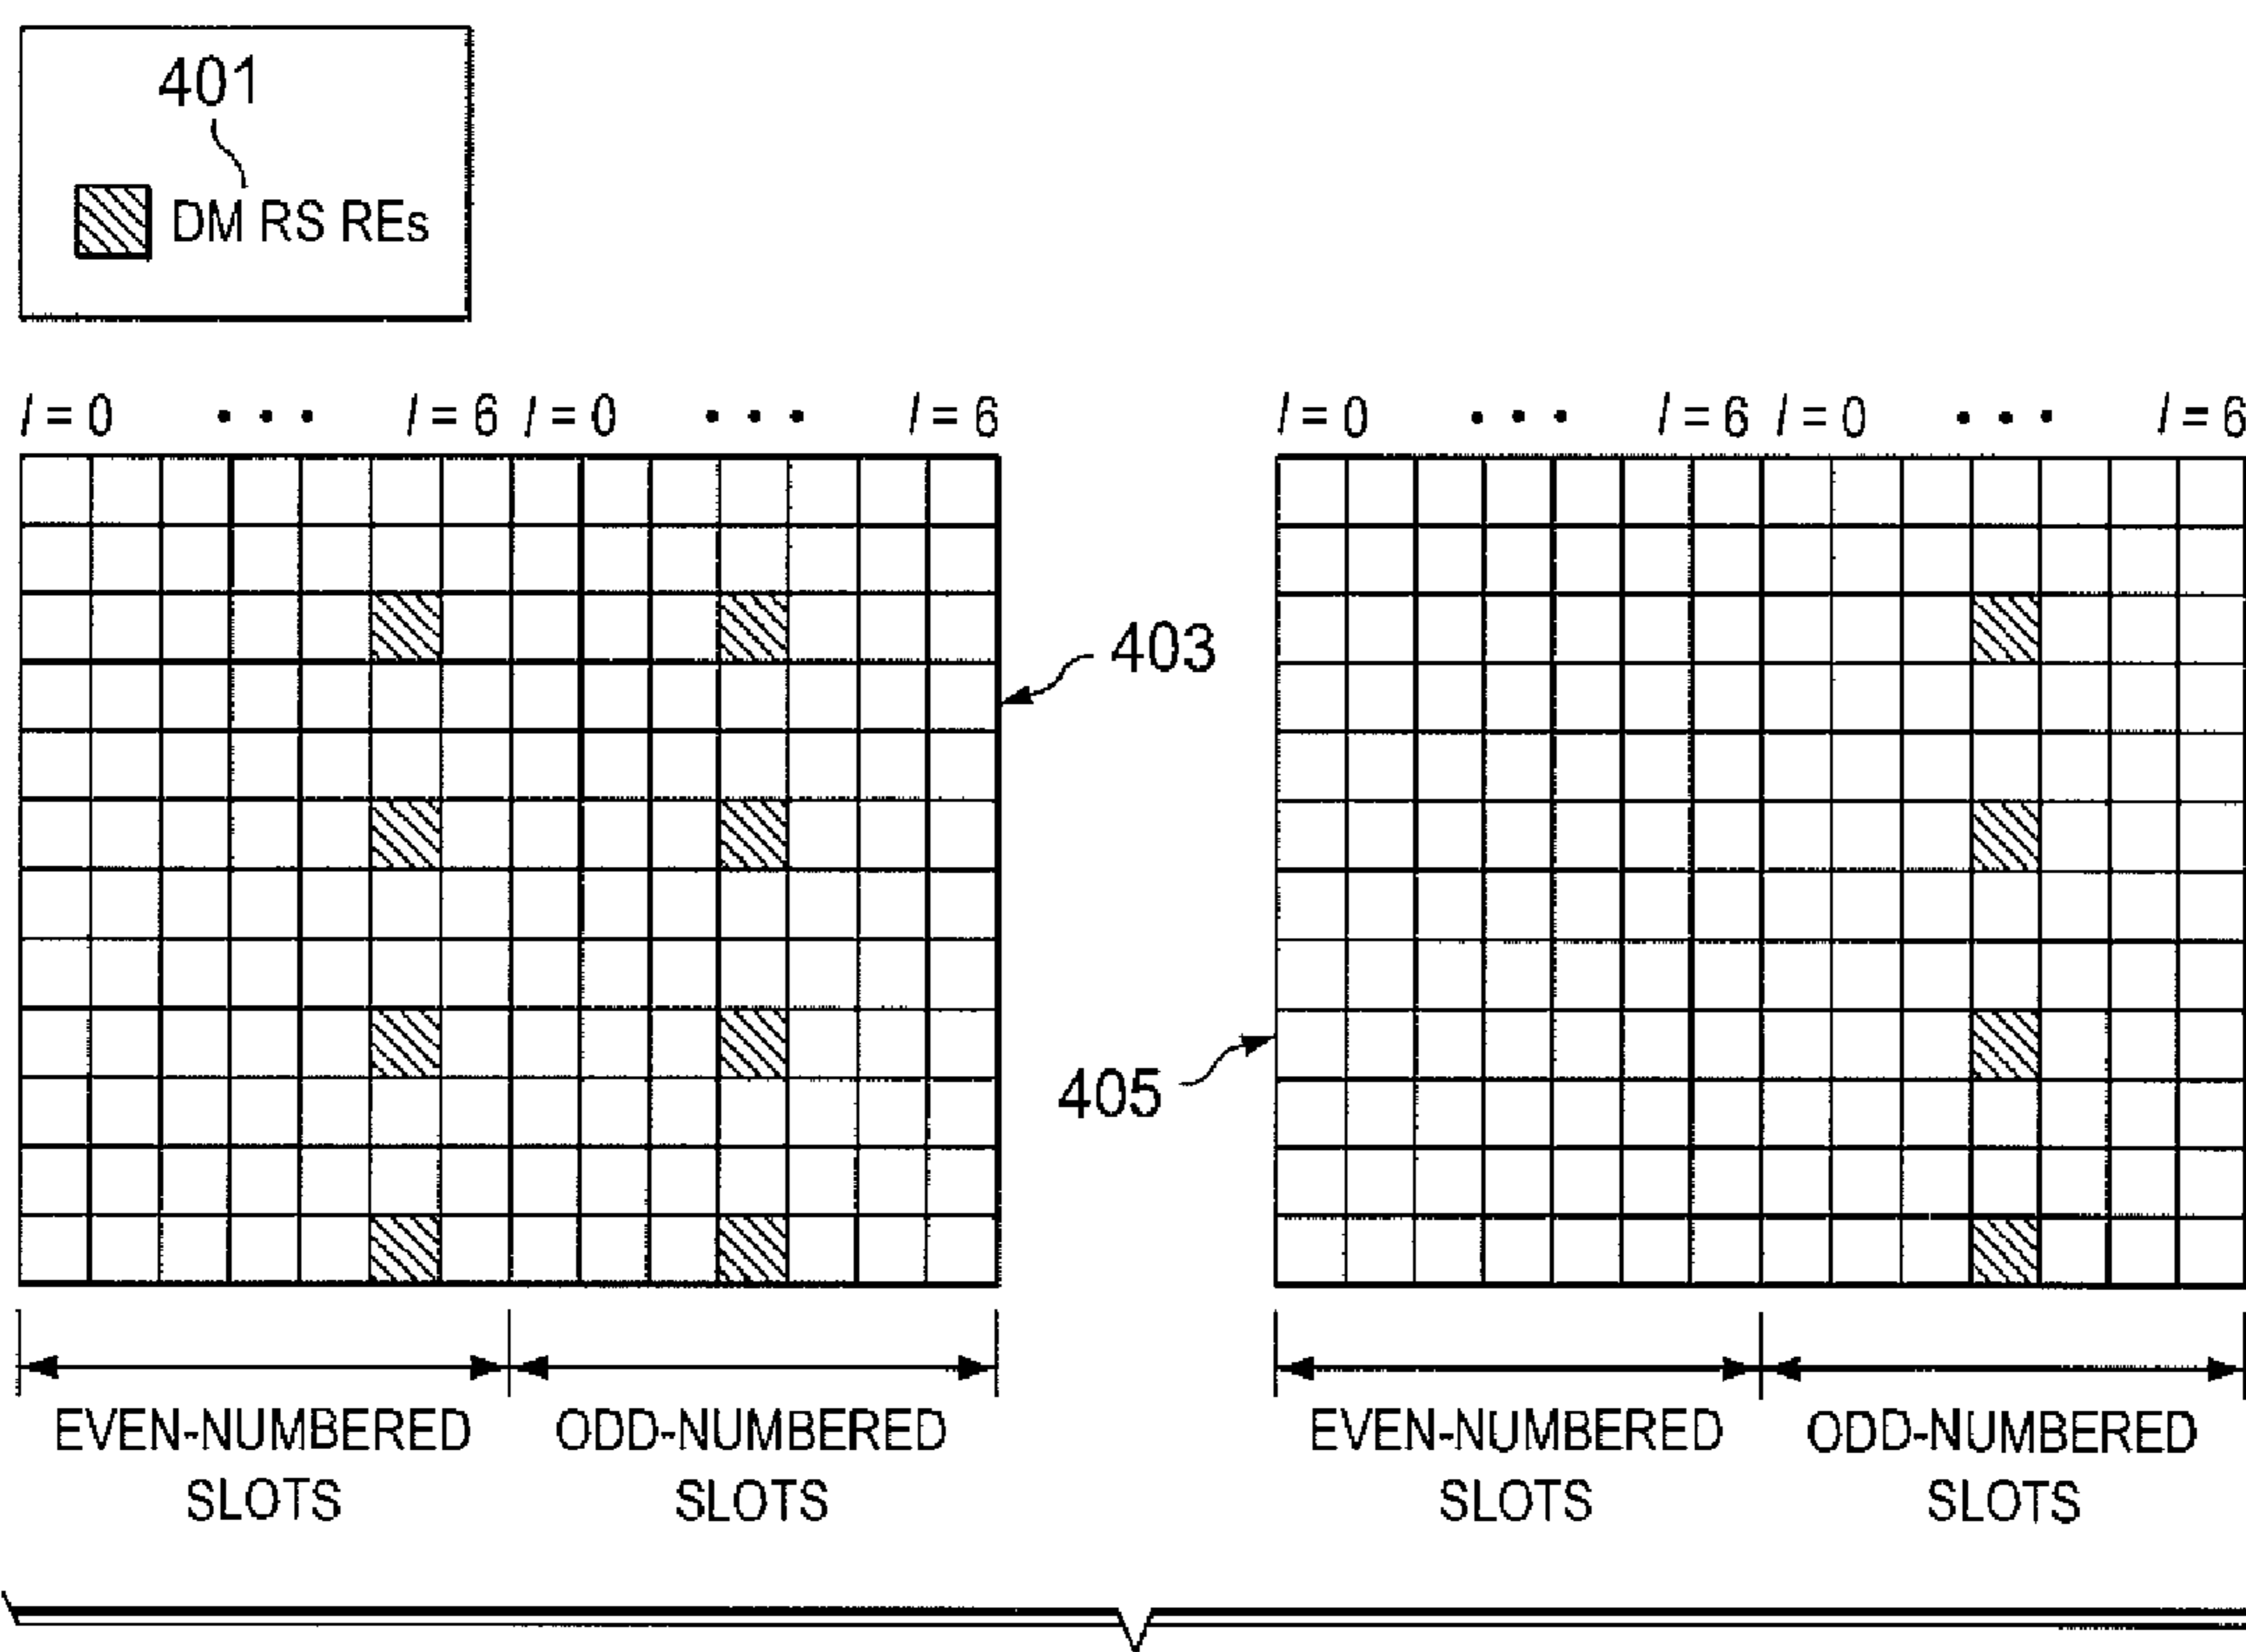 401
DM RS REs
l = 0 • • • l = 6 l = 0 • • • l = 6
l = 0 • • • l = 6 l = 0 • • • l = 6
403
405
EVEN-NUMBERED SLOTS
ODD-NUMBERED SLOTS
EVEN-NUMBERED SLOTS
ODD-NUMBERED SLOTS